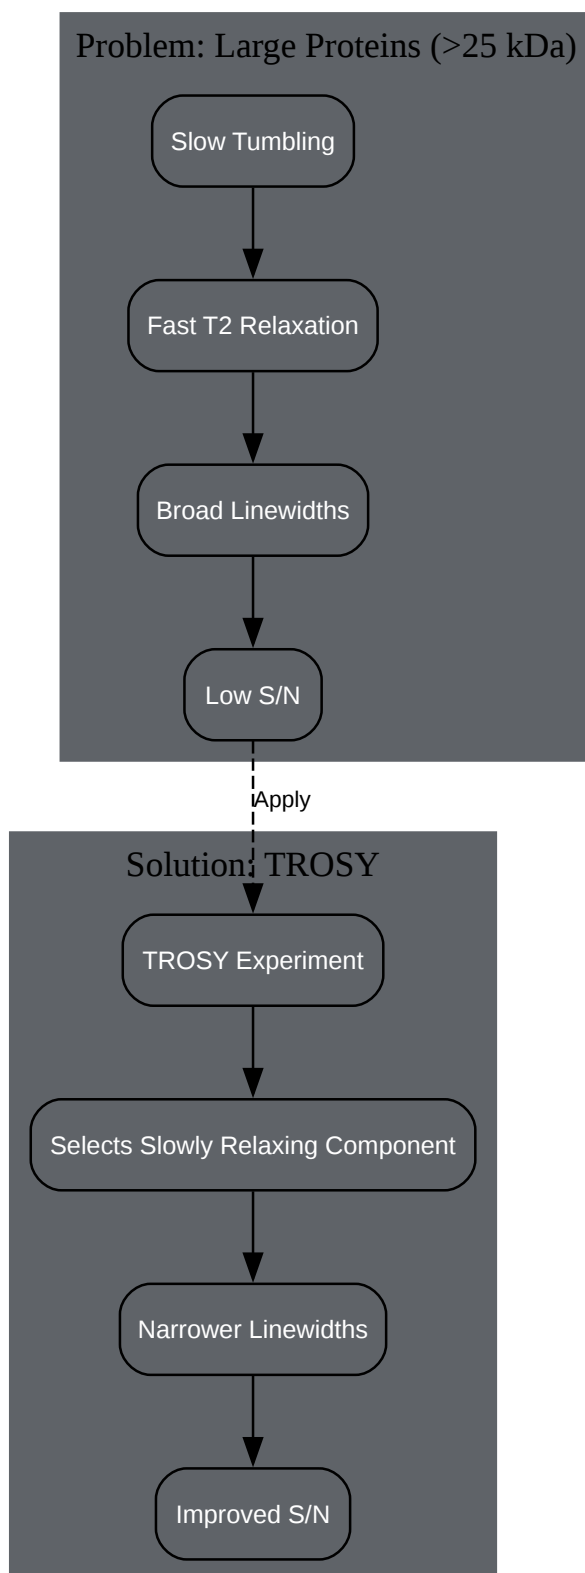 Problem: Large Proteins (>25 kDa)
Slow Tumbling
Fast T2 Relaxation
Broad Linewidths
Low S/N
Apply
Solution: TROSY
TROSY Experiment
Selects Slowly Relaxing Component
Narrower Linewidths
Improved S/N